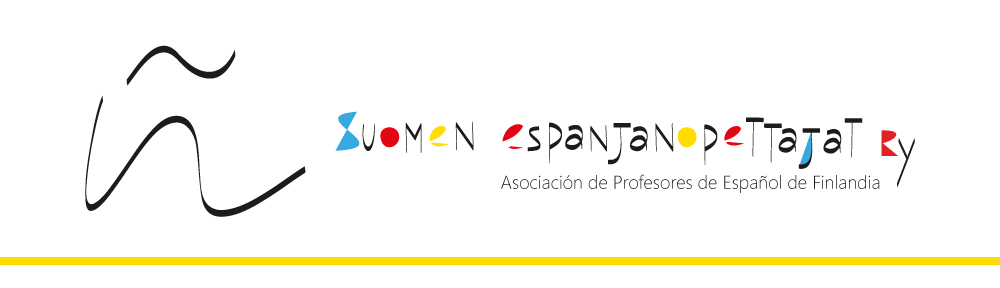 ñ
Suomen espanjanopettajat ry
Asociación de Profesores de Español de Finlandia